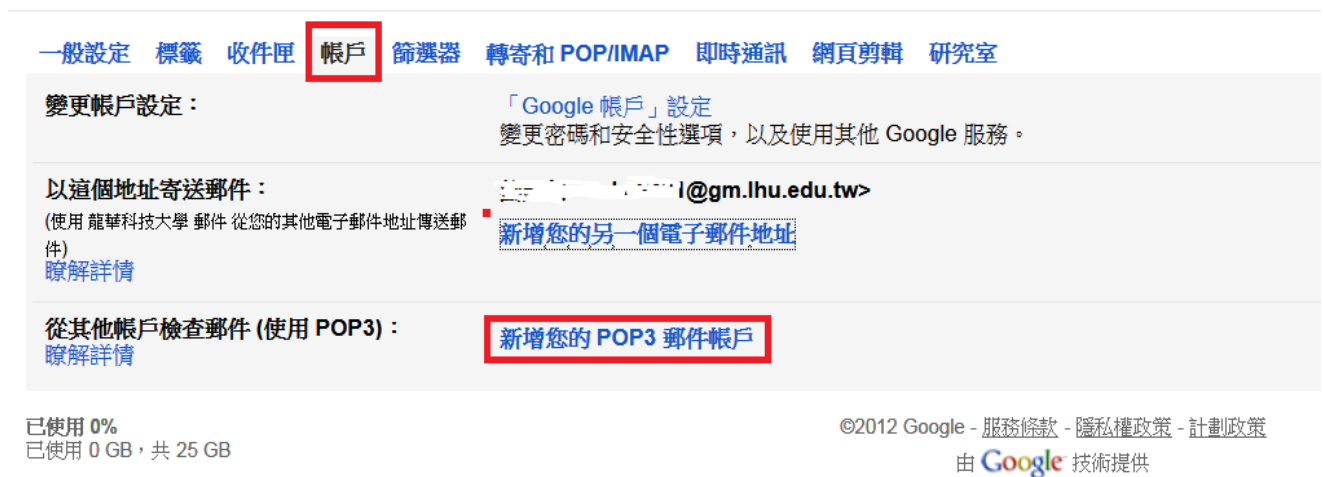 一般設定 標籤 收件匣 帳戶 篩選器 轉寄和 POP/IMAP 即時通訊 網頁剪輯 研究室
變更帳戶設定：
「Google 帳戶」設定
變更密碼和安全性選項，以及使用其他 Google 服務。
以這個地址寄送郵件：
(使用 龍華科技大學 郵件 從您的其他電子郵件地址傳送郵
件)
瞭解詳情
@gm.lhu.edu.tw>
新增您的另一個電子郵件地址
從其他帳戶檢查郵件 (使用 POP3)：
瞭解詳情
新增您的 POP3 郵件帳戶
已使用 0%
已使用 0 GB，共 25 GB
©2012 Google - 服務條款 - 隱私權政策 - 計劃政策
由 Google 技術提供